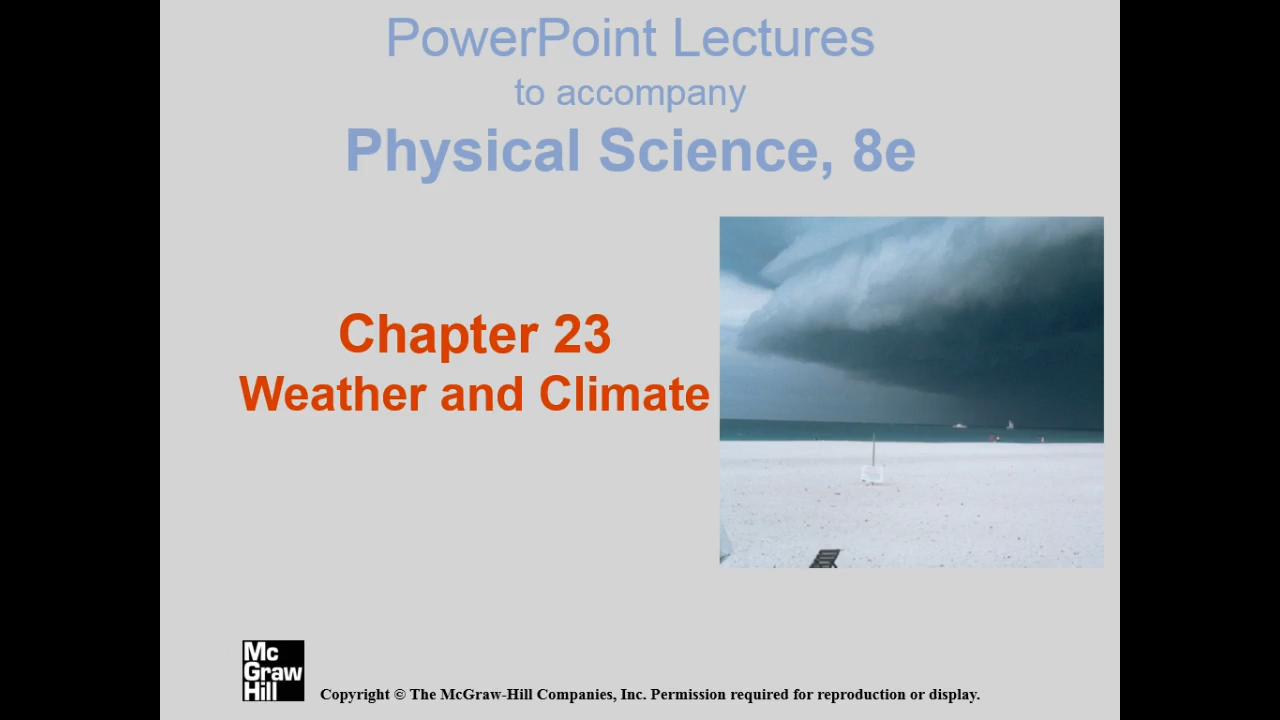 PowerPoint Lectures
to accompany
Physical Science, 8e
Chapter 23
Weather and Climate
Mc
Graw
Hill
Copyright © The McGraw-Hill Companies, Inc. Permission required for reproduction or display.